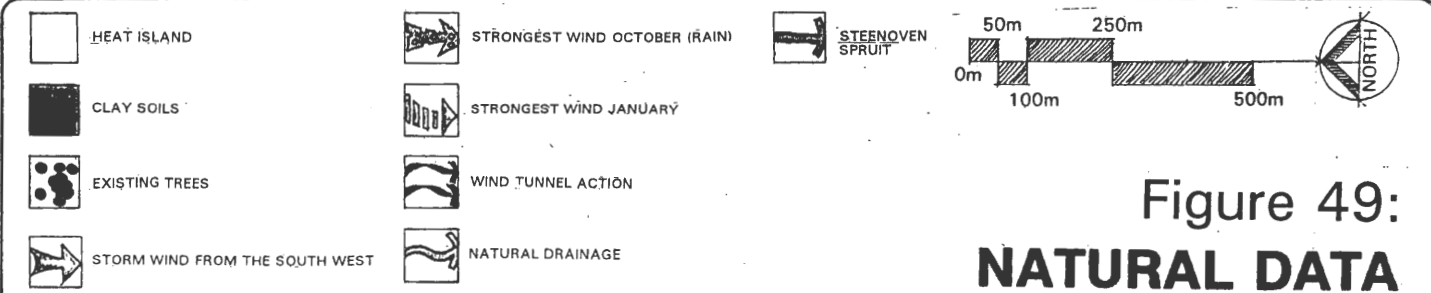 HEAT ISLAND
CLAY SOILS
EXISTING TREES
STORM WIND FROM THE SOUTH WEST
STRONGEST WIND OCTOBER (RAIN)
STRONGEST WIND JANUARY
WIND TUNNEL ACTION
NATURAL DRAINAGE
STEENOVEN
SPRUIT
50m 250m
0m
100m 500m
NORTH
Figure 49:
NATURAL DATA